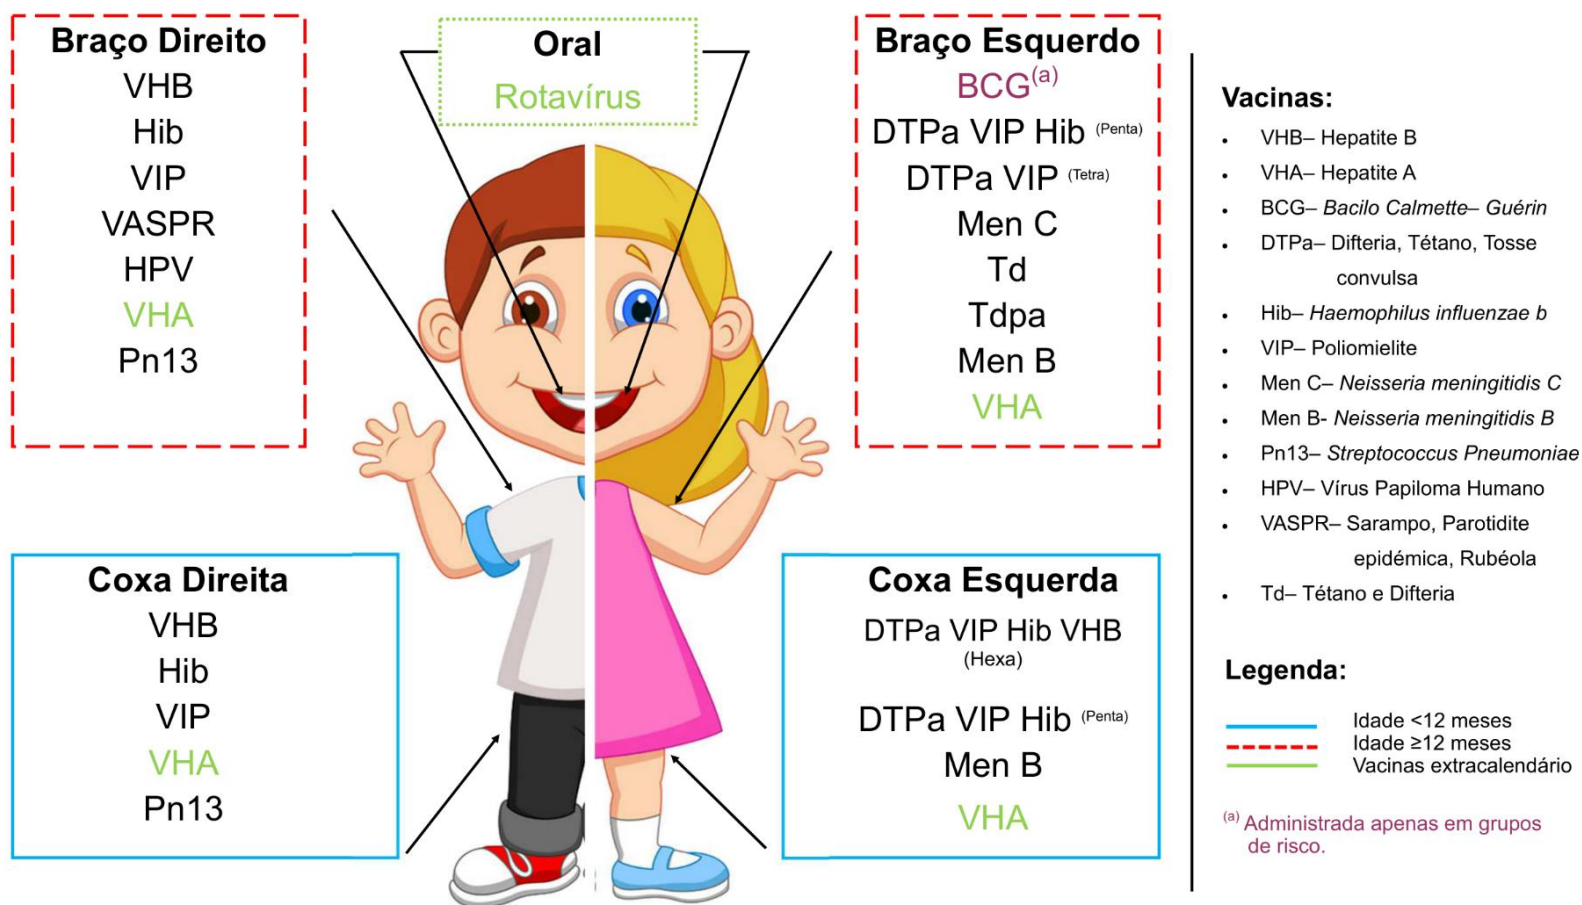 Braço Direito
VHB
Hib
VIP
VASPR
HPV
VHA
Pn13
Oral
Rotavírus
Braço Esquerdo
BCG(a)
DTPa VIP Hib (Penta)
DTPa VIP (Tetra)
Men C
Td
Tdpa
Men B
VHA
Coxa Direita
VHB
Hib
VIP
VHA
Pn13
Coxa Esquerda
DTPa VIP Hib VHB
(Hexa)
DTPa VIP Hib (Penta)
Men B
VHA
Vacinas:
• VHB– Hepatite B
• VHA– Hepatite A
• BCG– Bacilo Calmette– Guérin
• DTPa– Difteria, Tétano, Tosse
convulsa
• Hib– Haemophilus influenzae b
• VIP– Poliomielite
• Men C– Neisseria meningitidis C
• Men B- Neisseria meningitidis B
• Pn13– Streptococcus Pneumoniae
• HPV– Vírus Papiloma Humano
• VASPR– Sarampo, Parotidite
epidémica, Rubéola
• Td– Tétano e Difteria
Legenda:
Idade <12 meses
Idade ≥12 meses
Vacinas extracalendário
(a) Administrada apenas em grupos
de risco.